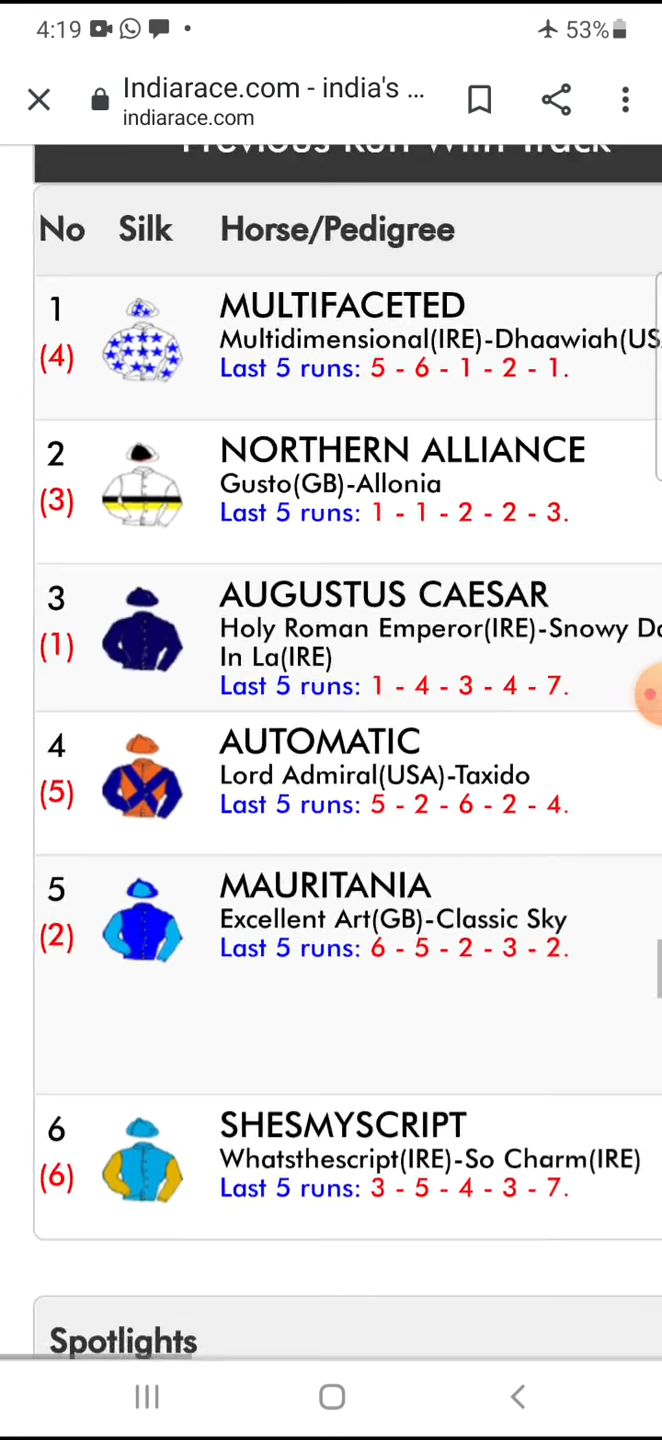 4:19 53%
Indiarace.com - india's ...
indiarace.com
Previous Run With Track
No Silk Horse/Pedigree
1 MULTIFACETED
(4) Multidimensional(IRE)-Dhaawiah(US
Last 5 runs: 5 - 6 - 1 - 2 - 1.
2 NORTHERN ALLIANCE
(3) Gusto(GB)-Allonia
Last 5 runs: 1 - 1 - 2 - 2 - 3.
3 AUGUSTUS CAESAR
(1) Holy Roman Emperor(IRE)-Snowy Da
In La(IRE)
Last 5 runs: 1 - 4 - 3 - 4 - 7.
4 AUTOMATIC
(5) Lord Admiral(USA)-Taxido
Last 5 runs: 5 - 2 - 6 - 2 - 4.
5 MAURITANIA
(2) Excellent Art(GB)-Classic Sky
Last 5 runs: 6 - 5 - 2 - 3 - 2.
6 SHESMYSCRIPT
(6) Whatsthescript(IRE)-So Charm(IRE)
Last 5 runs: 3 - 5 - 4 - 3 - 7.
Spotlights